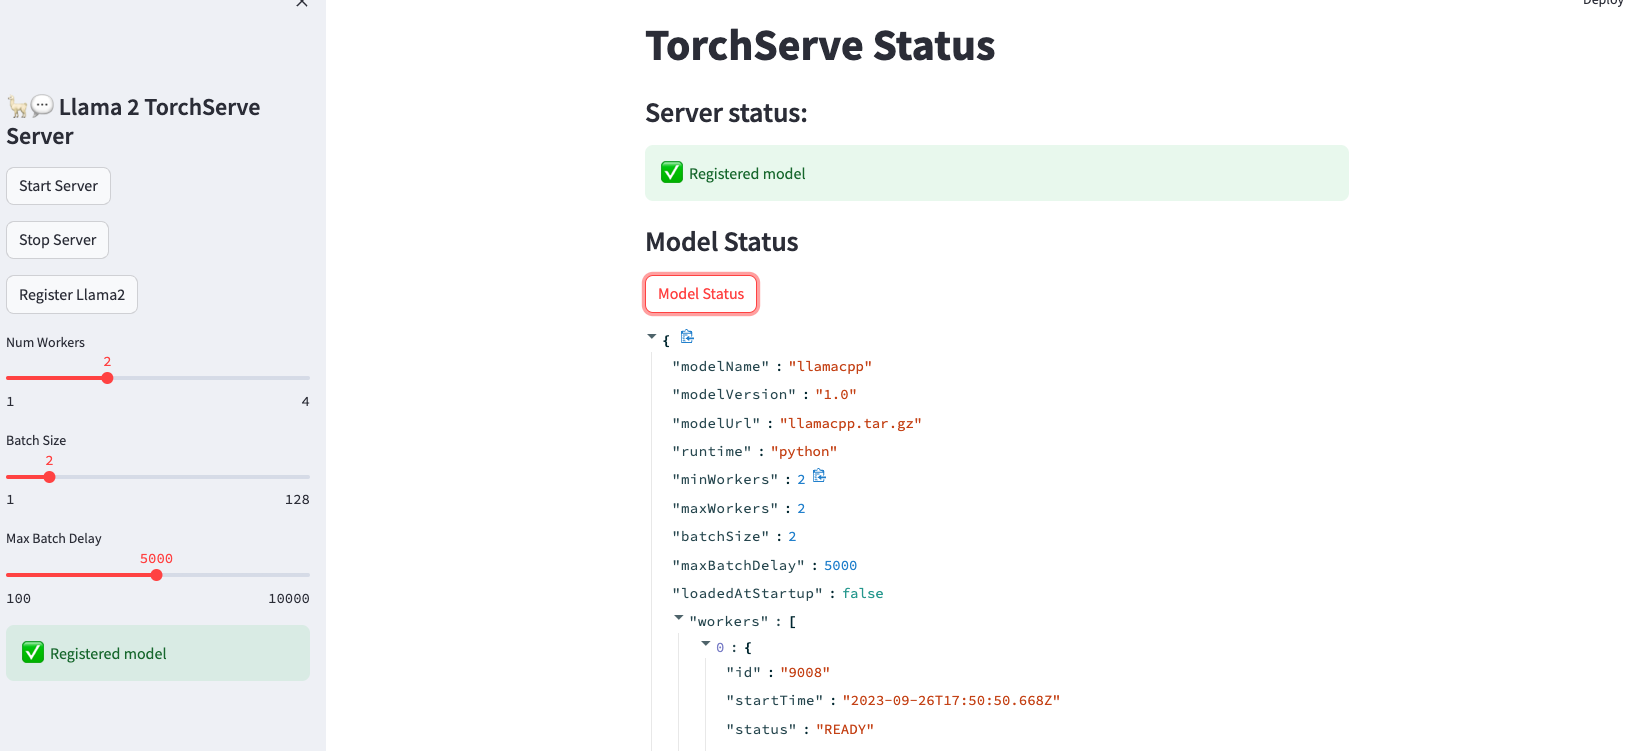 Deploy
🦙💬 Llama 2 TorchServe
Server
Start Server
Stop Server
Register Llama2
Num Workers
2
1 4
Batch Size
2
1 128
Max Batch Delay
5000
100 10000
✅ Registered model
TorchServe Status
Server status:
✅ Registered model
Model Status
Model Status
{
"modelName" : "llamacpp"
"modelVersion" : "1.0"
"modelUrl" : "llamacpp.tar.gz"
"runtime" : "python"
"minWorkers" : 2
"maxWorkers" : 2
"batchSize" : 2
"maxBatchDelay" : 5000
"loadedAtStartup" : false
"workers" : [
0 : {
"id" : "9008"
"startTime" : "2023-09-26T17:50:50.668Z"
"status" : "READY"